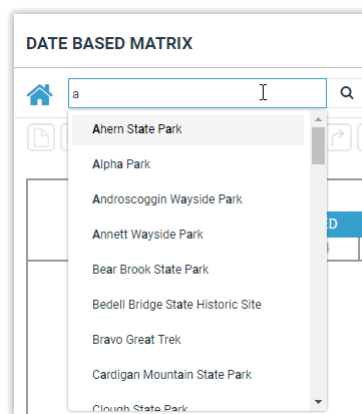 DATE BASED MATRIX
a
Ahern State Park
Alpha Park
Androscoggin Wayside Park
Annett Wayside Park
Bear Brook State Park
Bedell Bridge State Historic Site
Bravo Great Trek
Cardigan Mountain State Park
Clough State Park